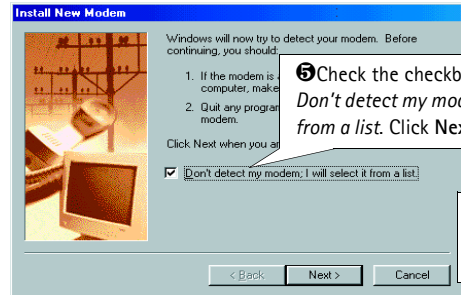 Install New Modem
Windows will now try to detect your modem. Before
continuing, you should:
1. If the modem is
computer, make
2. Quit any program
modem.
Click Next when you
❺Check the checkb
Don't detect my mod
from a list. Click Nex
Don't detect my modem; I will select it from a list.
< Back
Next >
Cancel